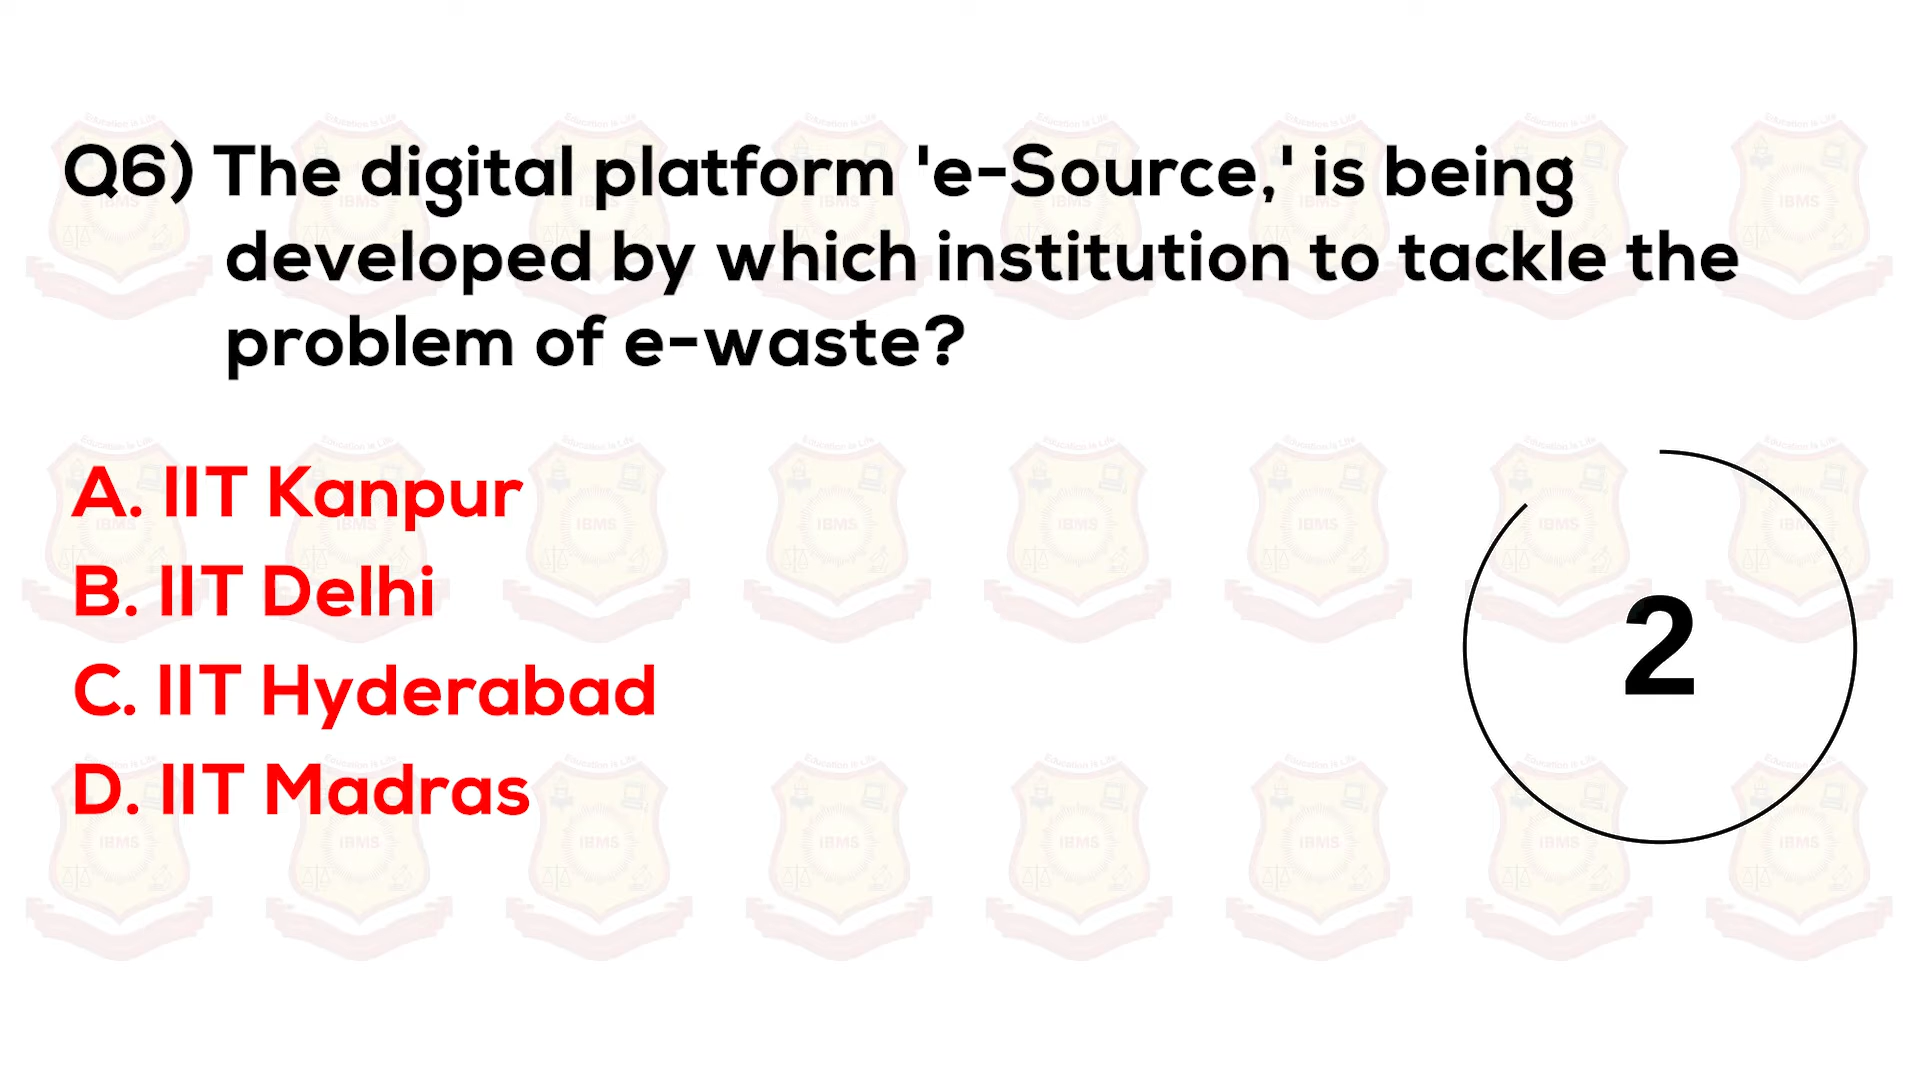 Q6) The digital platform 'e-Source,' is being
developed by which institution to tackle the
problem of e-waste?
A. IIT Kanpur
B. IIT Delhi
C. IIT Hyderabad
D. IIT Madras
2